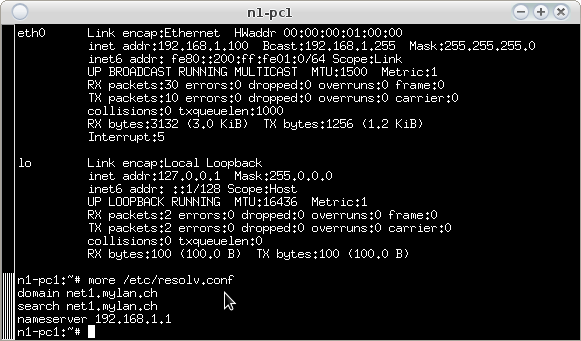 n1-pc1
eth0 Link encap:Ethernet HWaddr 00:00:00:01:00:00
inet addr:192.168.1.100 Bcast:192.168.1.255 Mask:255.255.255.0
inet6 addr: fe80::200:ff:fe01:0/64 Scope:Link
UP BROADCAST RUNNING MULTICAST MTU:1500 Metric:1
RX packets:30 errors:0 dropped:0 overruns:0 frame:0
TX packets:10 errors:0 dropped:0 overruns:0 carrier:0
collisions:0 txqueuelen:1000
RX bytes:3132 (3.0 KiB) TX bytes:1256 (1.2 KiB)
Interrupt:5
lo Link encap:Local Loopback
inet addr:127.0.0.1 Mask:255.0.0.0
inet6 addr: ::1/128 Scope:Host
UP LOOPBACK RUNNING MTU:16436 Metric:1
RX packets:2 errors:0 dropped:0 overruns:0 frame:0
TX packets:2 errors:0 dropped:0 overruns:0 carrier:0
collisions:0 txqueuelen:0
RX bytes:100 (100.0 B) TX bytes:100 (100.0 B)
n1-pc1:~# more /etc/resolv.conf
domain net1.mylan.ch
search net1.mylan.ch
nameserver 192.168.1.1
n1-pc1:~#